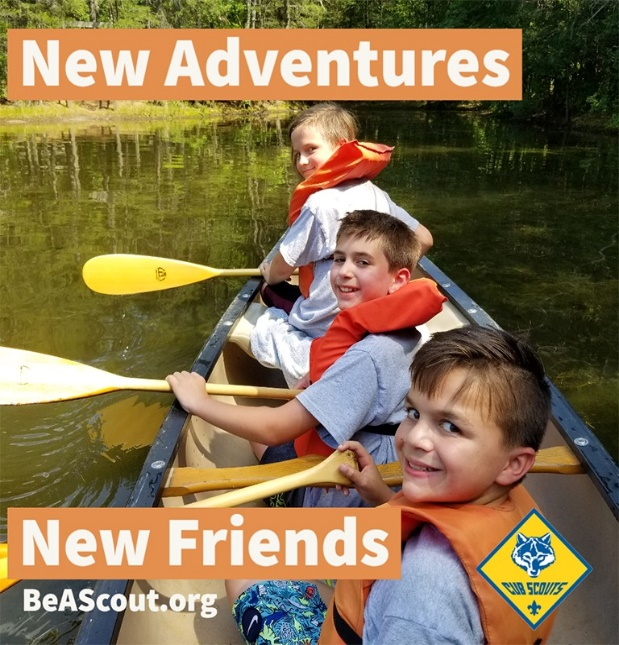 New Adventures
New Friends
BeAScout.org
CUB SCOUTS